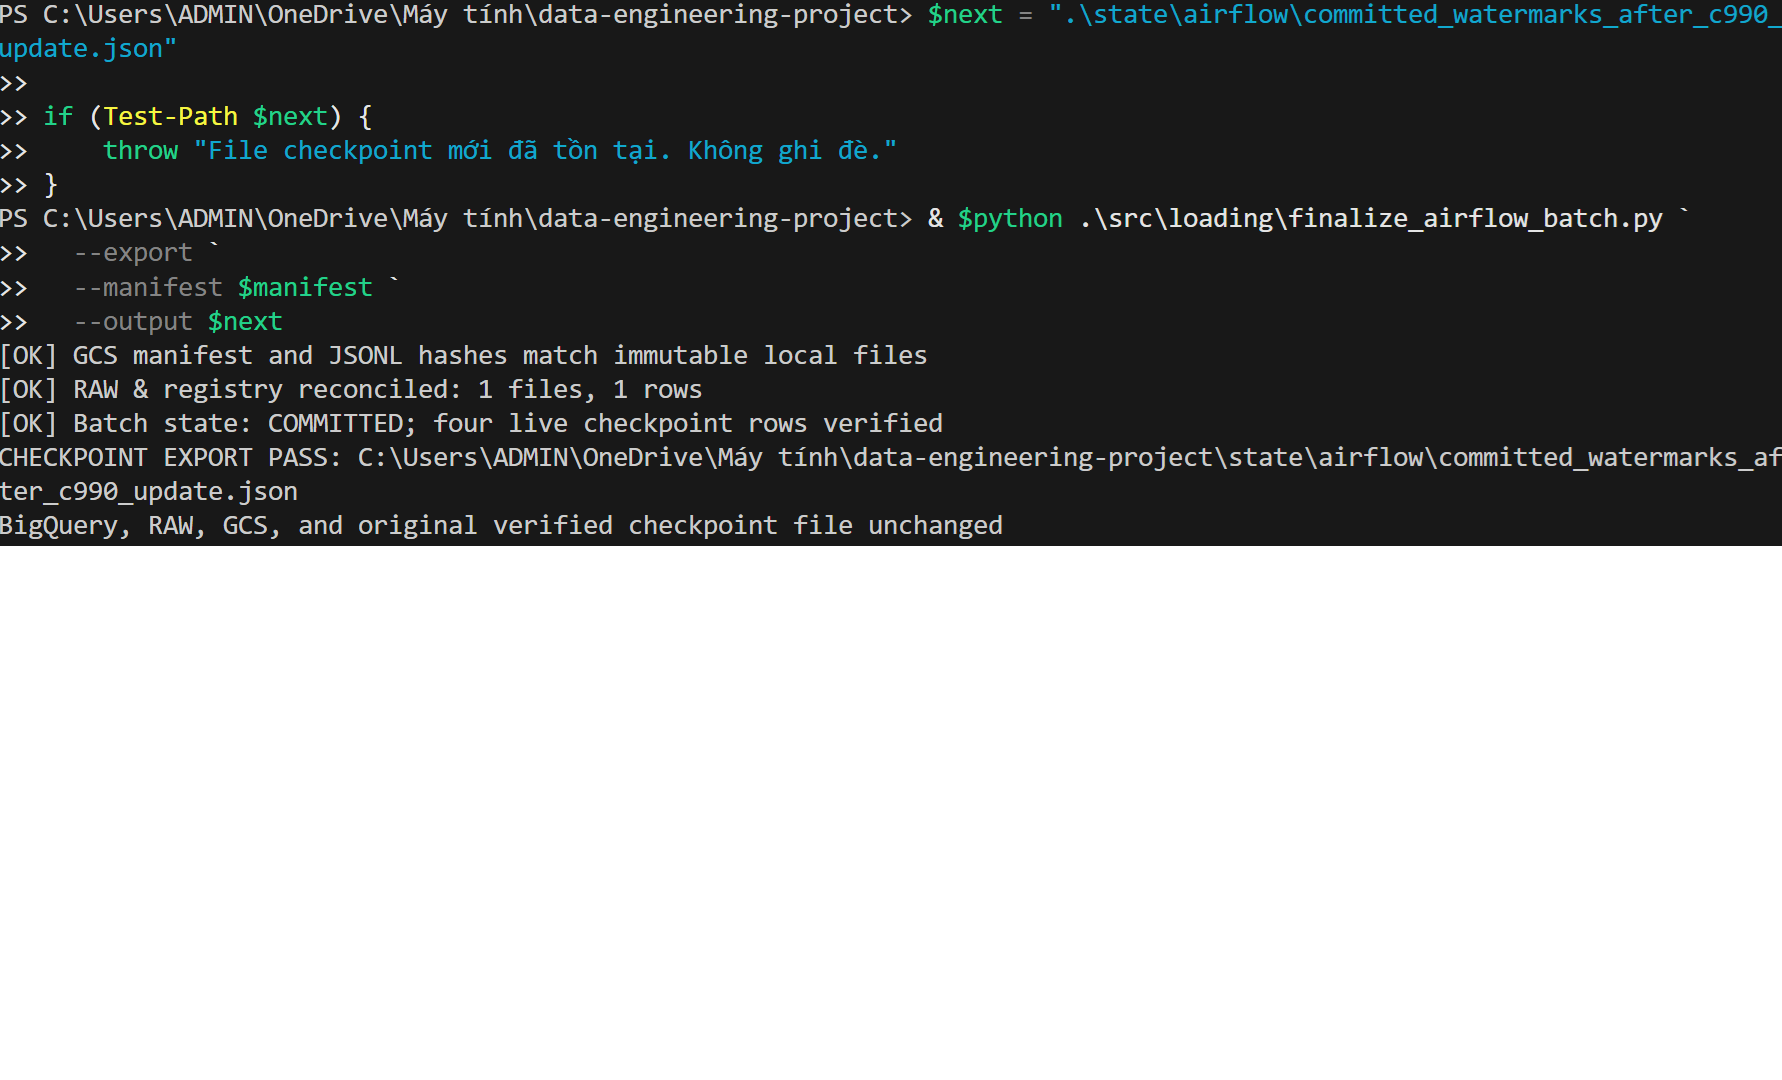 PS C:\Users\ADMIN\OneDrive\Máy tính\data-engineering-project> $next = ".\state\airflow\committed_watermarks_after_c990_
update.json"
>>
>> if (Test-Path $next) {
>>     throw "File checkpoint mới đã tồn tại. Không ghi đè."
>> }
PS C:\Users\ADMIN\OneDrive\Máy tính\data-engineering-project> & $python .\src\loading\finalize_airflow_batch.py `
>>   --export `
>>   --manifest $manifest `
>>   --output $next
[OK] GCS manifest and JSONL hashes match immutable local files
[OK] RAW & registry reconciled: 1 files, 1 rows
[OK] Batch state: COMMITTED; four live checkpoint rows verified
CHECKPOINT EXPORT PASS: C:\Users\ADMIN\OneDrive\Máy tính\data-engineering-project\state\airflow\committed_watermarks_af
ter_c990_update.json
BigQuery, RAW, GCS, and original verified checkpoint file unchanged